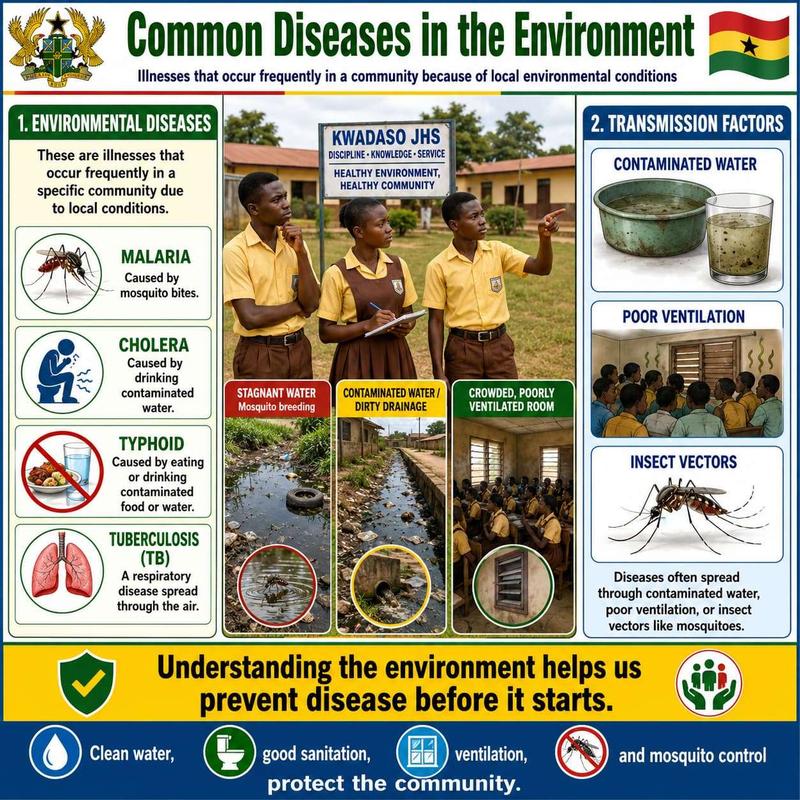 Common Diseases in the Environment
Illnesses that occur frequently in a community because of local environmental conditions
1. ENVIRONMENTAL DISEASES
These are illnesses that
occur frequently in a
specific community due
to local conditions.
MALARIA
Caused by
mosquito bites.
CHOLERA
Caused by
drinking
contaminated
water.
TYPHOID
Caused by eating
or drinking
contaminated
food or water.
TUBERCULOSIS
(TB)
A respiratory
disease spread
through the air.
KWADASO JHS
DISCIPLINE • KNOWLEDGE • SERVICE
HEALTHY ENVIRONMENT,
HEALTHY COMMUNITY
STAGNANT WATER
Mosquito breeding
CONTAMINATED WATER /
DIRTY DRAINAGE
CROWDED, POORLY
VENTILATED ROOM
2. TRANSMISSION FACTORS
CONTAMINATED WATER
POOR VENTILATION
INSECT VECTORS
Diseases often spread
through contaminated water,
poor ventilation, or insect
vectors like mosquitoes.
Understanding the environment helps us
prevent disease before it starts.
Clean water,
good sanitation,
ventilation,
and mosquito control
protect the community.